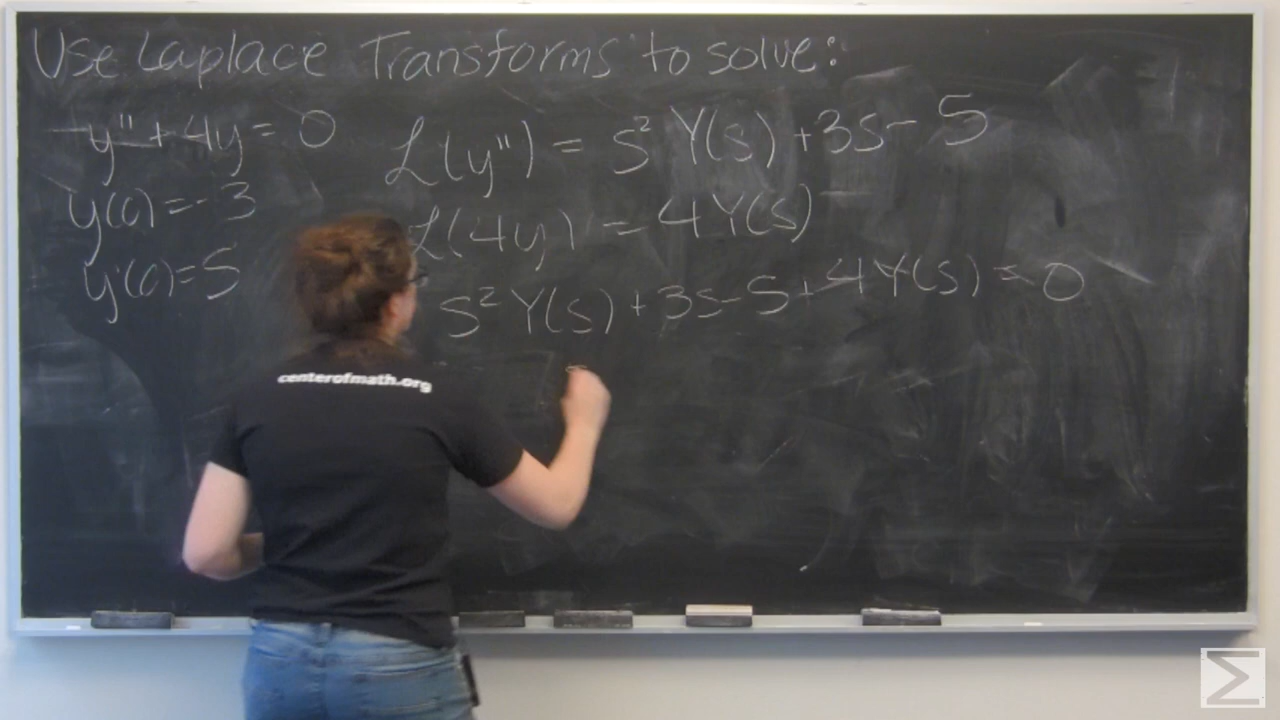 Use Laplace Transforms to solve:
y" + 4y = 0
y(0) = -3
y'(0) = 5
L(y") = s² Y(s) + 3s - 5
L(4y) = 4Y(s)
s² Y(s) + 3s - 5 + 4Y(s) = 0
centerofmath.org
Σ